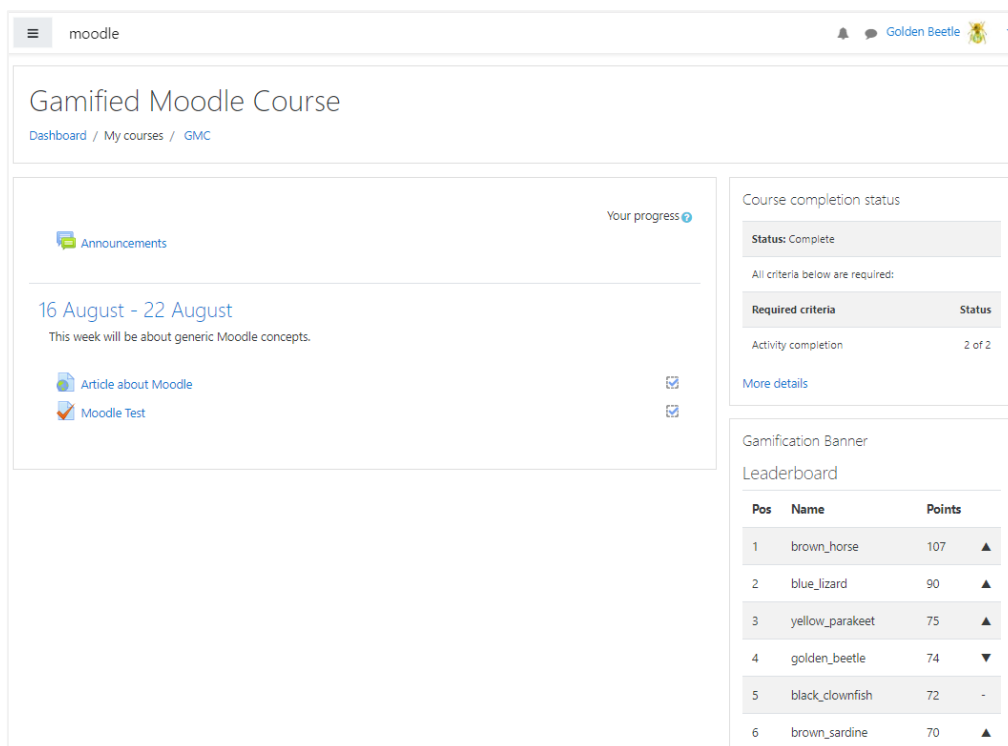 moodle
Golden Beetle
Gamified Moodle Course
Dashboard / My courses / GMC
Your progress
Announcements
16 August - 22 August
This week will be about generic Moodle concepts.
Article about Moodle
Moodle Test
Course completion status
Status: Complete
All criteria below are required:
Required criteria Status
Activity completion 2 of 2
More details
Gamification Banner
Leaderboard
Pos Name Points
1 brown_horse 107 ▲
2 blue_lizard 90 ▲
3 yellow_parakeet 75 ▲
4 golden_beetle 74 ▼
5 black_clownfish 72 -
6 brown_sardine 70 ▲